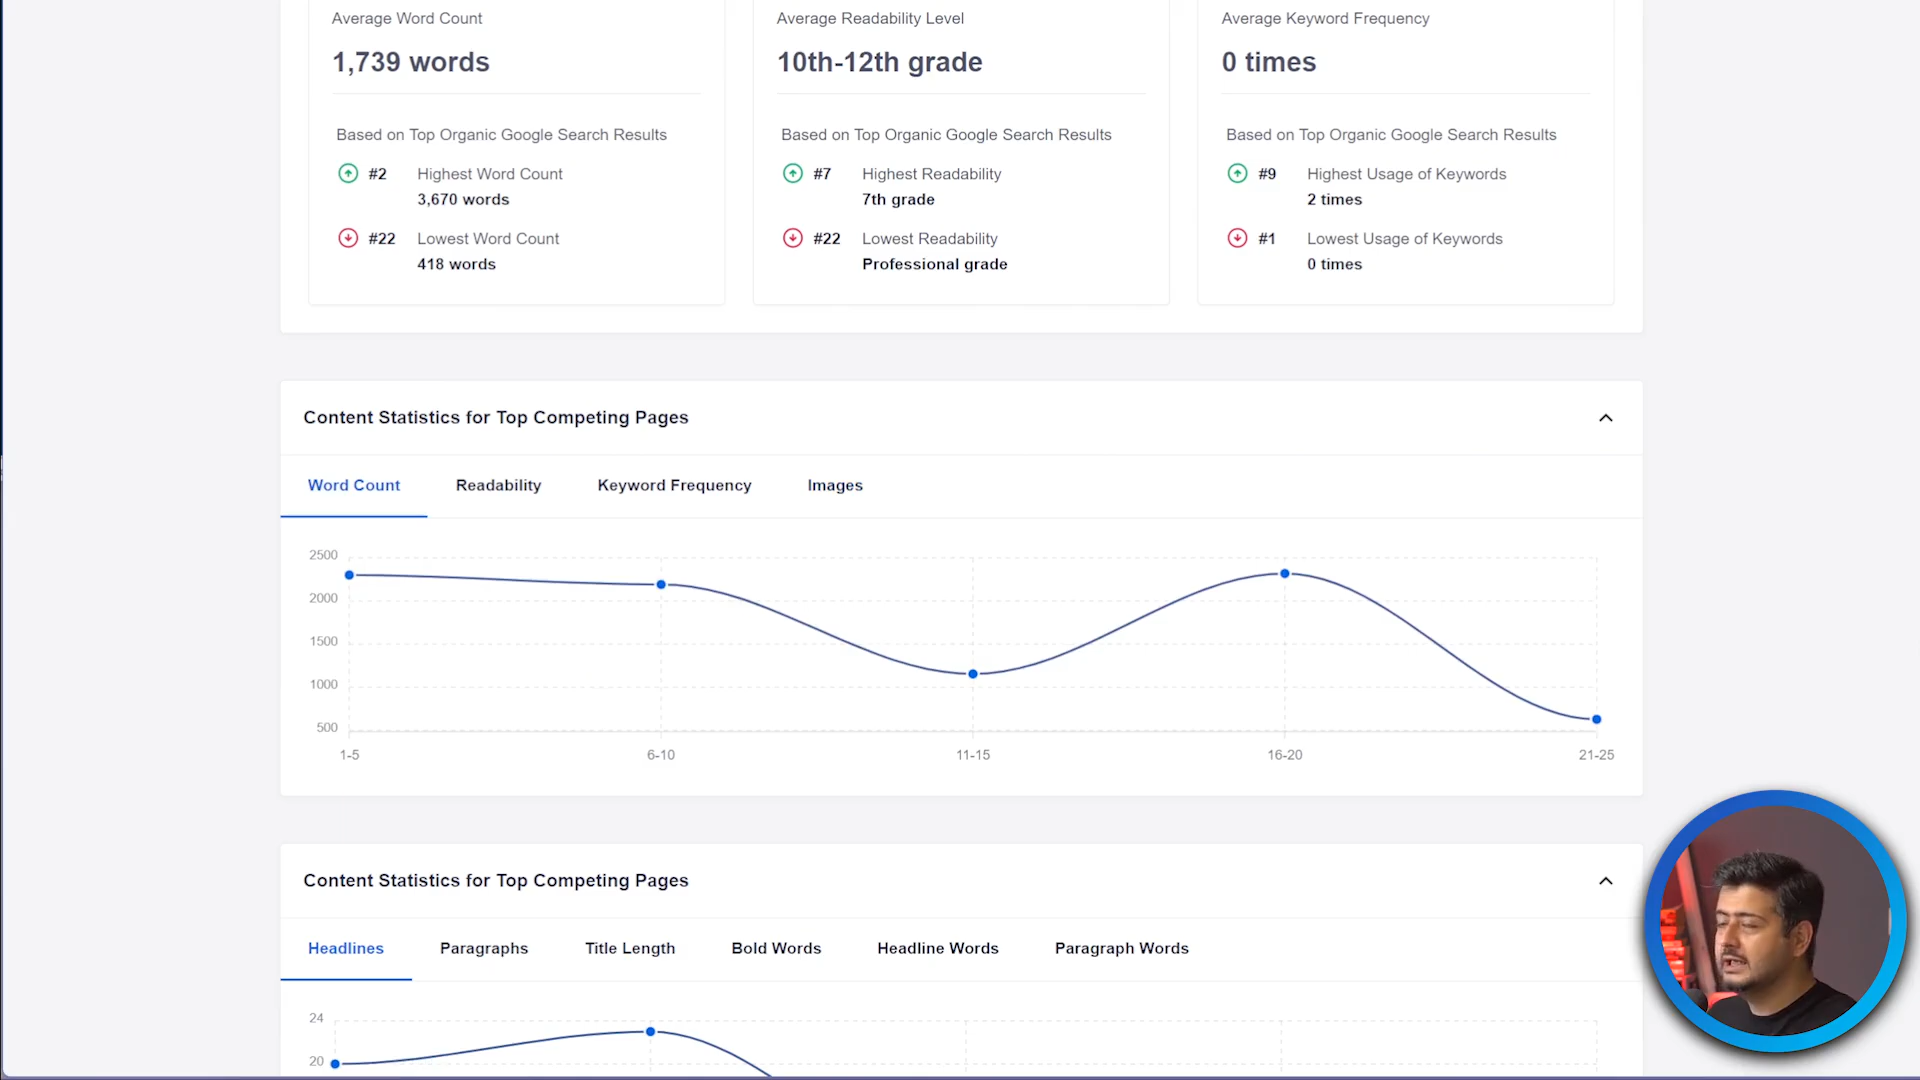 Average Word Count
Average Readability Level
Average Keyword Frequency
1,739 words
10th-12th grade
0 times
Based on Top Organic Google Search Results
Based on Top Organic Google Search Results
Based on Top Organic Google Search Results
#2 Highest Word Count
3,670 words
#7 Highest Readability
7th grade
#9 Highest Usage of Keywords
2 times
#22 Lowest Word Count
418 words
#22 Lowest Readability
Professional grade
#1 Lowest Usage of Keywords
0 times
Content Statistics for Top Competing Pages
Word Count Readability Keyword Frequency Images
2500
2000
1500
1000
500
1-5 6-10 11-15 16-20 21-25
Content Statistics for Top Competing Pages
Headlines Paragraphs Title Length Bold Words Headline Words Paragraph Words
24
20